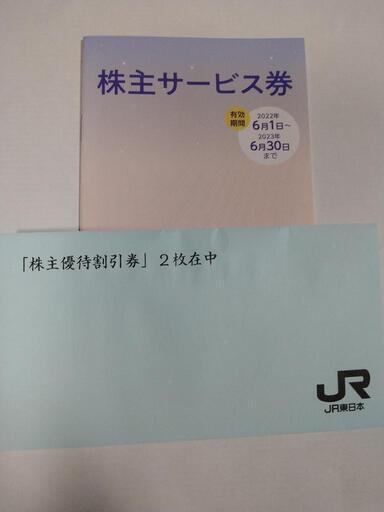 株主サービス券
有効
期間
2022年
6月1日～
2023年
6月30日
まで
「株主優待割引券」２枚在中
JR
JR東日本